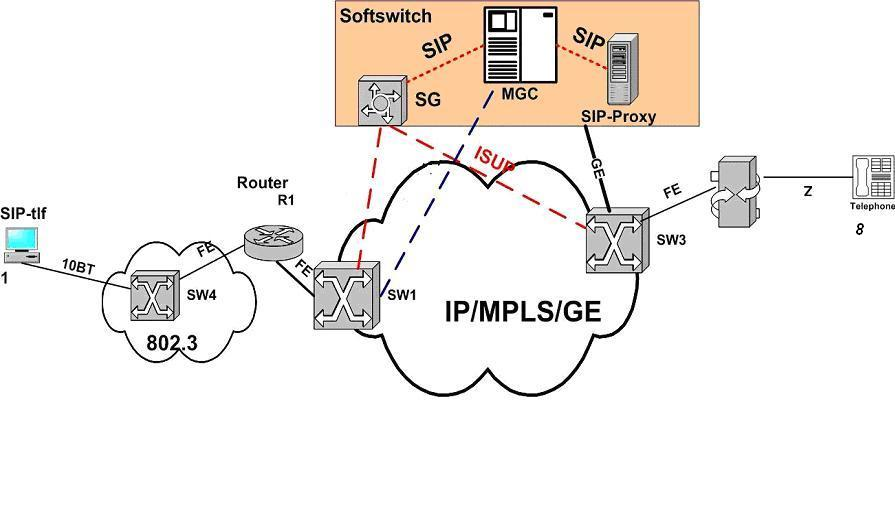 Softswitch
SIP
SIP
MGC
SG
SIP-Proxy
ISUP
GE
Router
R1
FE
Z
Telephone
8
SIP-tlf
1
10BT
SW4
FE
FE
SW1
SW3
802.3
IP/MPLS/GE